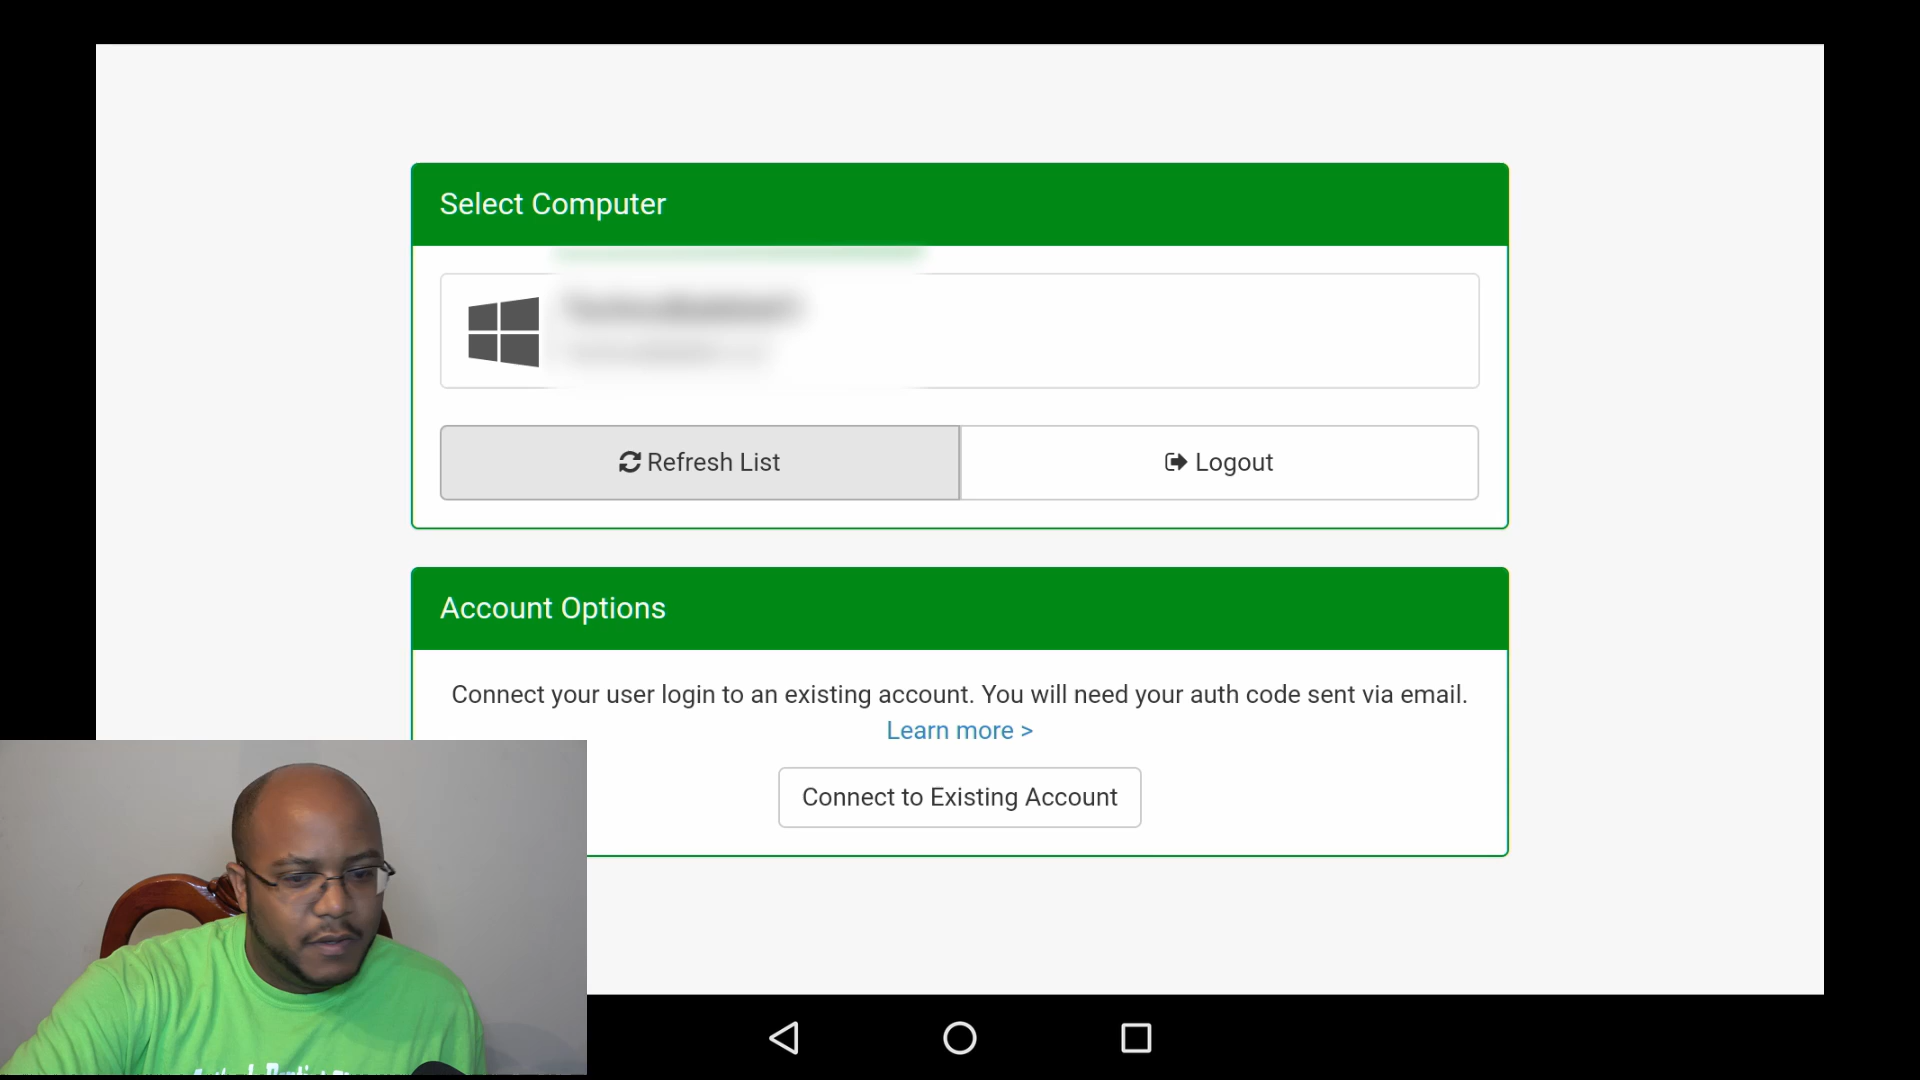 Select Computer
Refresh List
Logout
Account Options
Connect your user login to an existing account. You will need your auth code sent via email.
Learn more >
Connect to Existing Account